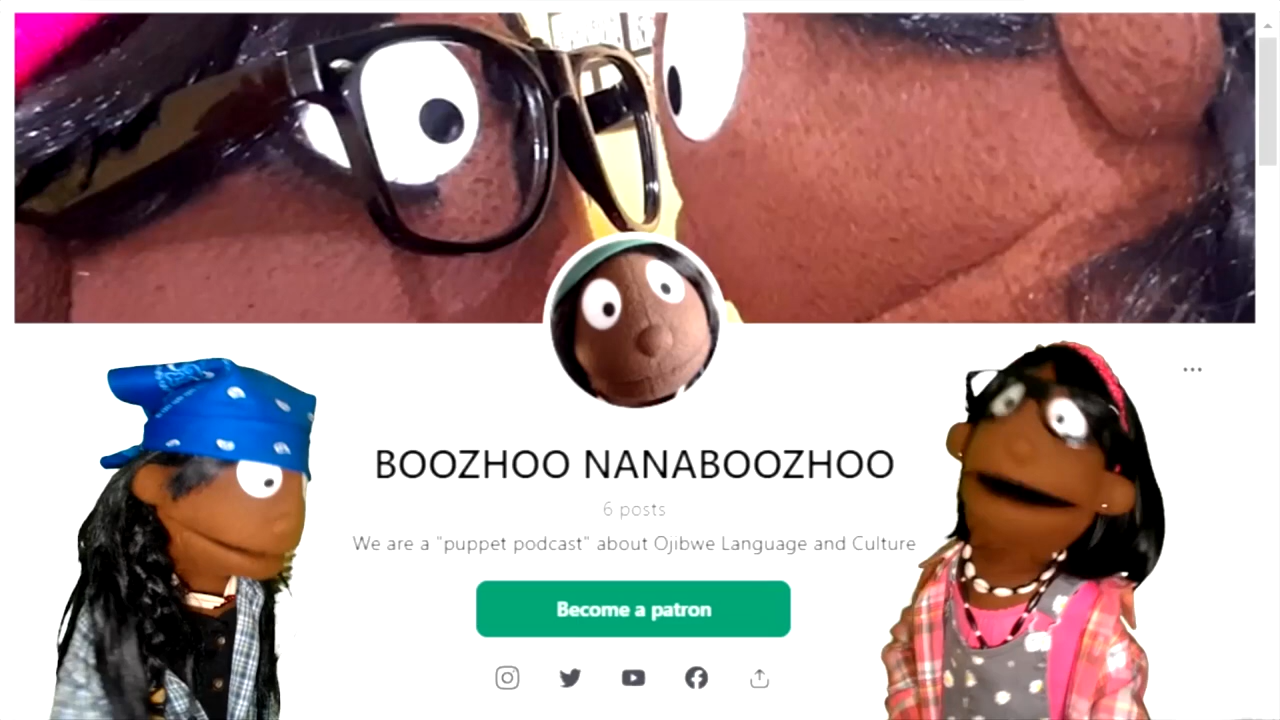 BOOZHOO NANABOOZHOO
6 posts
We are a "puppet podcast" about Ojibwe Language and Culture
Become a patron